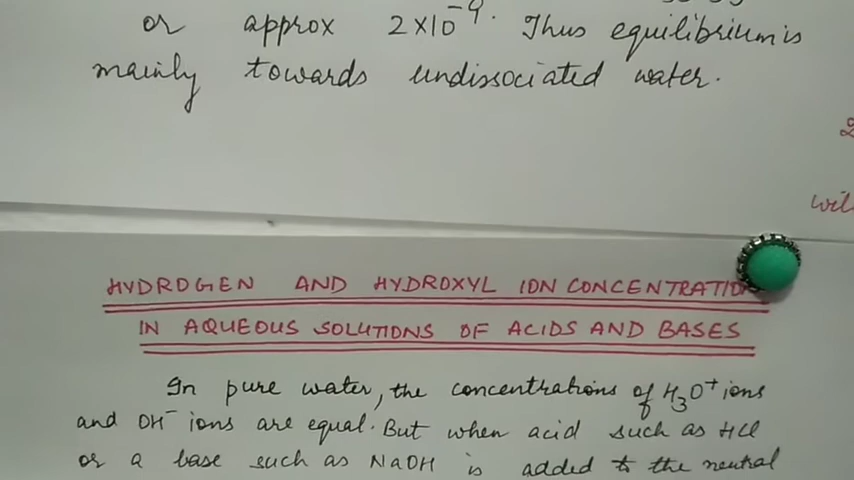 or approx 2×10⁻⁹. Thus equilibrium is
mainly towards undissociated water.
HYDROGEN AND HYDROXYL ION CONCENTRATION
IN AQUEOUS SOLUTIONS OF ACIDS AND BASES
In pure water, the concentrations of H₃O⁺ ions
and OH⁻ ions are equal. But when acid such as HCl
or a base such as NaOH is added to the neutral